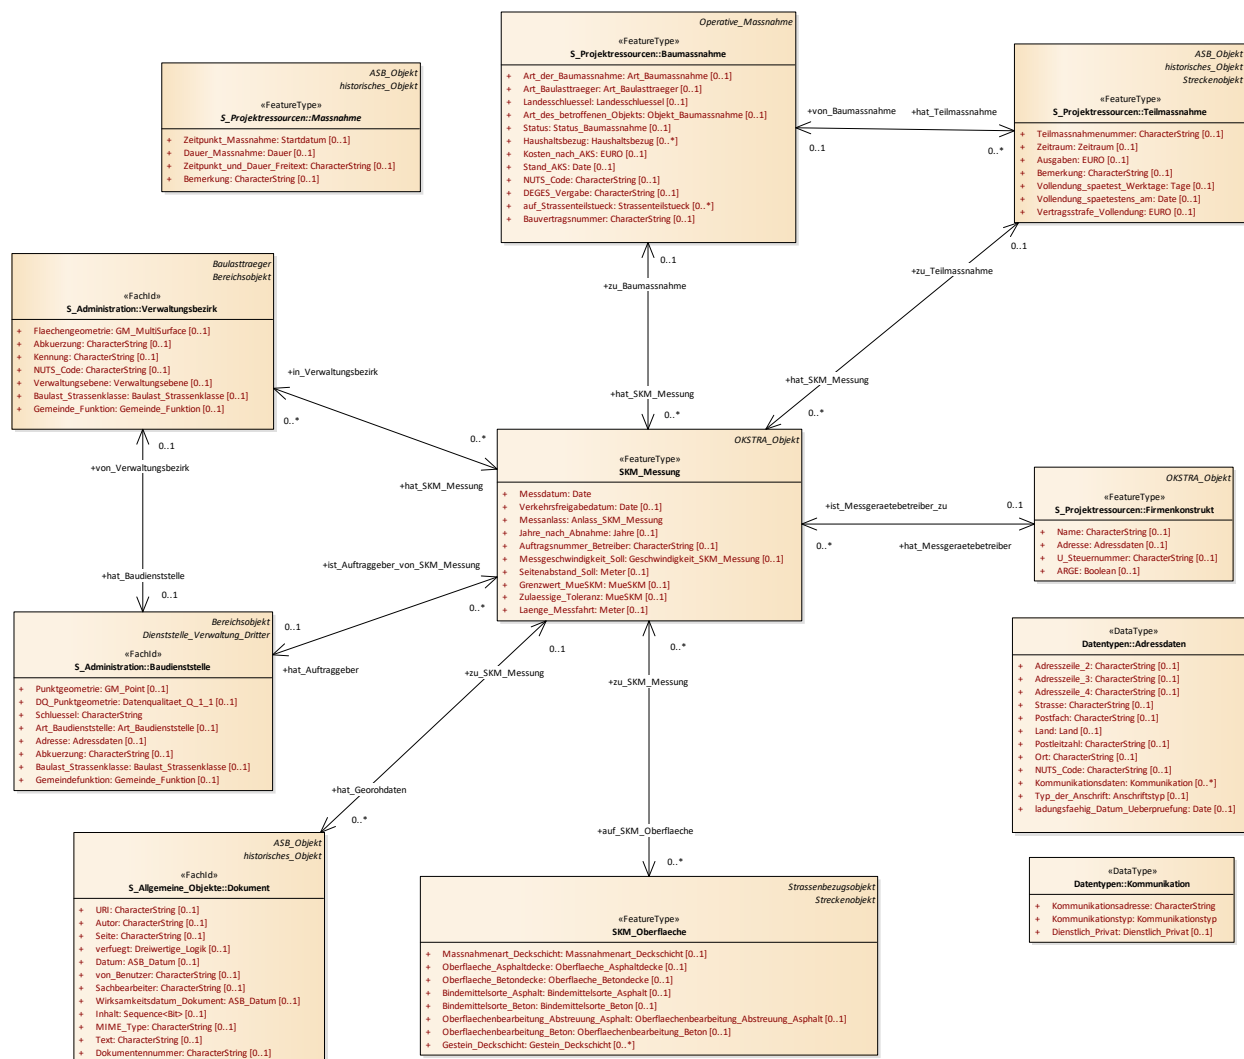 ASB_Objekt
historisches_Objekt
«FeatureType»
S_Projektressourcen::Massnahme
+ Zeitpunkt_Massnahme: Startdatum [0..1]
+ Dauer_Massnahme: Dauer [0..1]
+ Zeitpunkt_und_Dauer_Freitext: CharacterString [0..1]
+ Bemerkung: CharacterString [0..1]
Operative_Massnahme
«FeatureType»
S_Projektressourcen::Baumassnahme
+ Art_der_Baumassnahme: Art_Baumassnahme [0..1]
+ Art_Baulasttraeger: Art_Baulasttraeger [0..1]
+ Landesschluessel: Landesschluessel [0..1]
+ Art_des_betroffenen_Objekts: Objekt_Baumassnahme [0..1]
+ Status: Status_Baumassnahme [0..1]
+ Haushaltsbezug: Haushaltsbezug [0..*]
+ Kosten_nach_AKS: EURO [0..1]
+ Stand_AKS: Date [0..1]
+ NUTS_Code: CharacterString [0..1]
+ DEGES_Vergabe: CharacterString [0..1]
+ auf_Strassenteilstueck: Strassenteilstueck [0..*]
+ Bauvertragsnummer: CharacterString [0..1]
+von_Baumassnahme
0..1
+hat_Teilmassnahme
0..*
ASB_Objekt
historisches_Objekt
Streckenobjekt
«FeatureType»
S_Projektressourcen::Teilmassnahme
+ Teilmassnahmenummer: CharacterString [0..1]
+ Zeitraum: Zeitraum [0..1]
+ Ausgaben: EURO [0..1]
+ Bemerkung: CharacterString [0..1]
+ Vollendung_spaetest_Werktage: Tage [0..1]
+ Vollendung_spaetestens_am: Date [0..1]
+ Vertragsstrafe_Vollendung: EURO [0..1]
0..1
+zu_Baumassnahme
+hat_SKM_Messung
0..*
0..1
+zu_Teilmassnahme
+hat_SKM_Messung
0..*
Baulasttraeger
Bereichsobjekt
«FachId»
S_Administration::Verwaltungsbezirk
+ Flaechengeometrie: GM_MultiSurface [0..1]
+ Abkuerzung: CharacterString [0..1]
+ Kennung: CharacterString [0..1]
+ NUTS_Code: CharacterString [0..1]
+ Verwaltungsebene: Verwaltungsebene [0..1]
+ Baulast_Strassenklasse: Baulast_Strassenklasse [0..1]
+ Gemeinde_Funktion: Gemeinde_Funktion [0..1]
+in_Verwaltungsbezirk
0..*
0..*
+hat_SKM_Messung
0..1
+von_Verwaltungsbezirk
+hat_Baudienststelle
0..1
OKSTRA_Objekt
«FeatureType»
SKM_Messung
+ Messdatum: Date
+ Verkehrsfreigabedatum: Date [0..1]
+ Messanlass: Anlass_SKM_Messung
+ Jahre_nach_Abnahme: Jahre [0..1]
+ Auftragsnummer_Betreiber: CharacterString [0..1]
+ Messgeschwindigkeit_Soll: Geschwindigkeit_SKM_Messung [0..1]
+ Seitenabstand_Soll: Meter [0..1]
+ Grenzwert_MueSKM: MueSKM [0..1]
+ Zulaessige_Toleranz: MueSKM [0..1]
+ Laenge_Messfahrt: Meter [0..1]
+ist_Messgeraetebetreiber_zu
0..*
0..1
+hat_Messgeraetebetreiber
OKSTRA_Objekt
«FeatureType»
S_Projektressourcen::Firmenkonstrukt
+ Name: CharacterString [0..1]
+ Adresse: Adressdaten [0..1]
+ U_Steuernummer: CharacterString [0..1]
+ ARGE: Boolean [0..1]
+ist_Auftraggeber_von_SKM_Messung
0..*
0..1
+hat_Auftraggeber
Bereichsobjekt
Dienststelle_Verwaltung_Dritter
«FachId»
S_Administration::Baudienststelle
+ Punktgeometrie: GM_Point [0..1]
+ DQ_Punktgeometrie: Datenqualitaet_Q_1_1 [0..1]
+ Schluessel: CharacterString
+ Art_Baudienststelle: Art_Baudienststelle [0..1]
+ Adresse: Adressdaten [0..1]
+ Abkuerzung: CharacterString [0..1]
+ Baulast_Strassenklasse: Baulast_Strassenklasse [0..1]
+ Gemeindefunktion: Gemeinde_Funktion [0..1]
0..1
+zu_SKM_Messung
+hat_Georohdaten
0..*
0..*
+zu_SKM_Messung
+auf_SKM_Oberflaeche
0..*
«DataType»
Datentypen::Adressdaten
+ Adresszeile_2: CharacterString [0..1]
+ Adresszeile_3: CharacterString [0..1]
+ Adresszeile_4: CharacterString [0..1]
+ Strasse: CharacterString [0..1]
+ Postfach: CharacterString [0..1]
+ Land: Land [0..1]
+ Postleitzahl: CharacterString [0..1]
+ Ort: CharacterString [0..1]
+ NUTS_Code: CharacterString [0..1]
+ Kommunikationsdaten: Kommunikation [0..*]
+ Typ_der_Anschrift: Anschriftstyp [0..1]
+ ladungsfaehig_Datum_Ueberpruefung: Date [0..1]
ASB_Objekt
historisches_Objekt
«FachId»
S_Allgemeine_Objekte::Dokument
+ URI: CharacterString [0..1]
+ Autor: CharacterString [0..1]
+ Seite: CharacterString [0..1]
+ verfuegt: Dreiwertige_Logik [0..1]
+ Datum: ASB_Datum [0..1]
+ von_Benutzer: CharacterString [0..1]
+ Sachbearbeiter: CharacterString [0..1]
+ Wirksamkeitsdatum_Dokument: ASB_Datum [0..1]
+ Inhalt: Sequence<Bit> [0..1]
+ MIME_Type: CharacterString [0..1]
+ Text: CharacterString [0..1]
+ Dokumentennummer: CharacterString [0..1]
Strassenbezugsobjekt
Streckenobjekt
«FeatureType»
SKM_Oberflaeche
+ Massnahmenart_Deckschicht: Massnahmenart_Deckschicht [0..1]
+ Oberflaeche_Asphaltdecke: Oberflaeche_Asphaltdecke [0..1]
+ Oberflaeche_Betondecke: Oberflaeche_Betondecke [0..1]
+ Bindemittelsorte_Asphalt: Bindemittelsorte_Asphalt [0..1]
+ Bindemittelsorte_Beton: Bindemittelsorte_Beton [0..1]
+ Oberflaechenbearbeitung_Abstreuung_Asphalt: Oberflaechenbearbeitung_Abstreuung_Asphalt [0..1]
+ Oberflaechenbearbeitung_Beton: Oberflaechenbearbeitung_Beton [0..1]
+ Gestein_Deckschicht: Gestein_Deckschicht [0..*]
«DataType»
Datentypen::Kommunikation
+ Kommunikationsadresse: CharacterString
+ Kommunikationstyp: Kommunikationstyp
+ Dienstlich_Privat: Dienstlich_Privat [0..1]